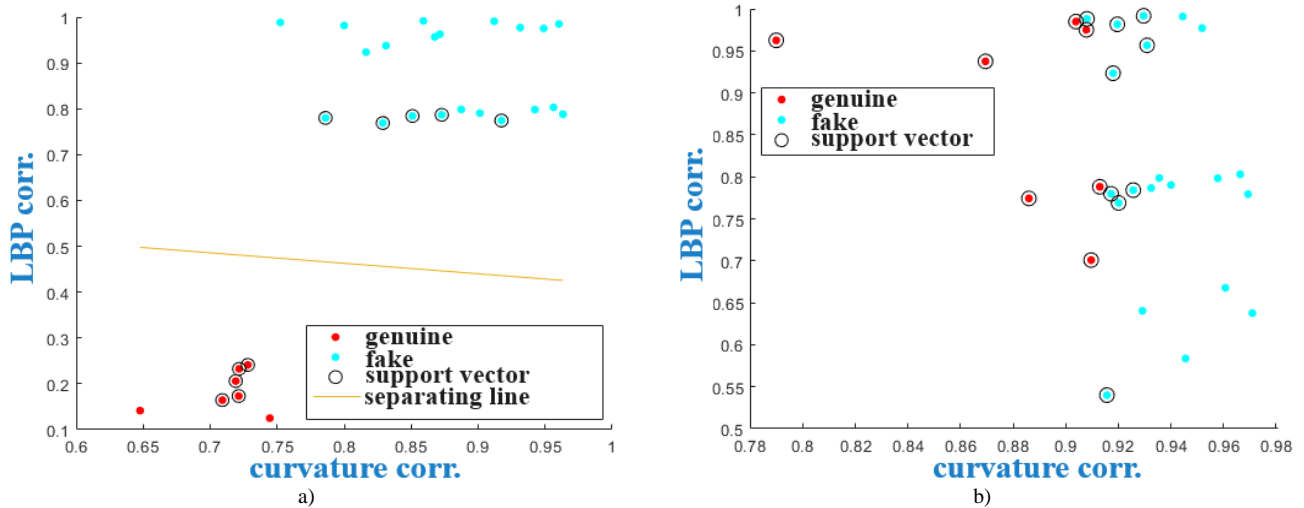 1
0.9
0.8
0.7
0.6
0.5
0.4
0.3
0.2
0.1
LBP corr.
genuine
fake
support vector
separating line
0.6 0.65 0.7 0.75 0.8 0.85 0.9 0.95 1
curvature corr.
a)
1
0.95
0.9
0.85
0.8
0.75
0.7
0.65
0.6
0.55
0.5
LBP corr.
genuine
fake
support vector
0.78 0.8 0.82 0.84 0.86 0.88 0.9 0.92 0.94 0.96 0.98
curvature corr.
b)